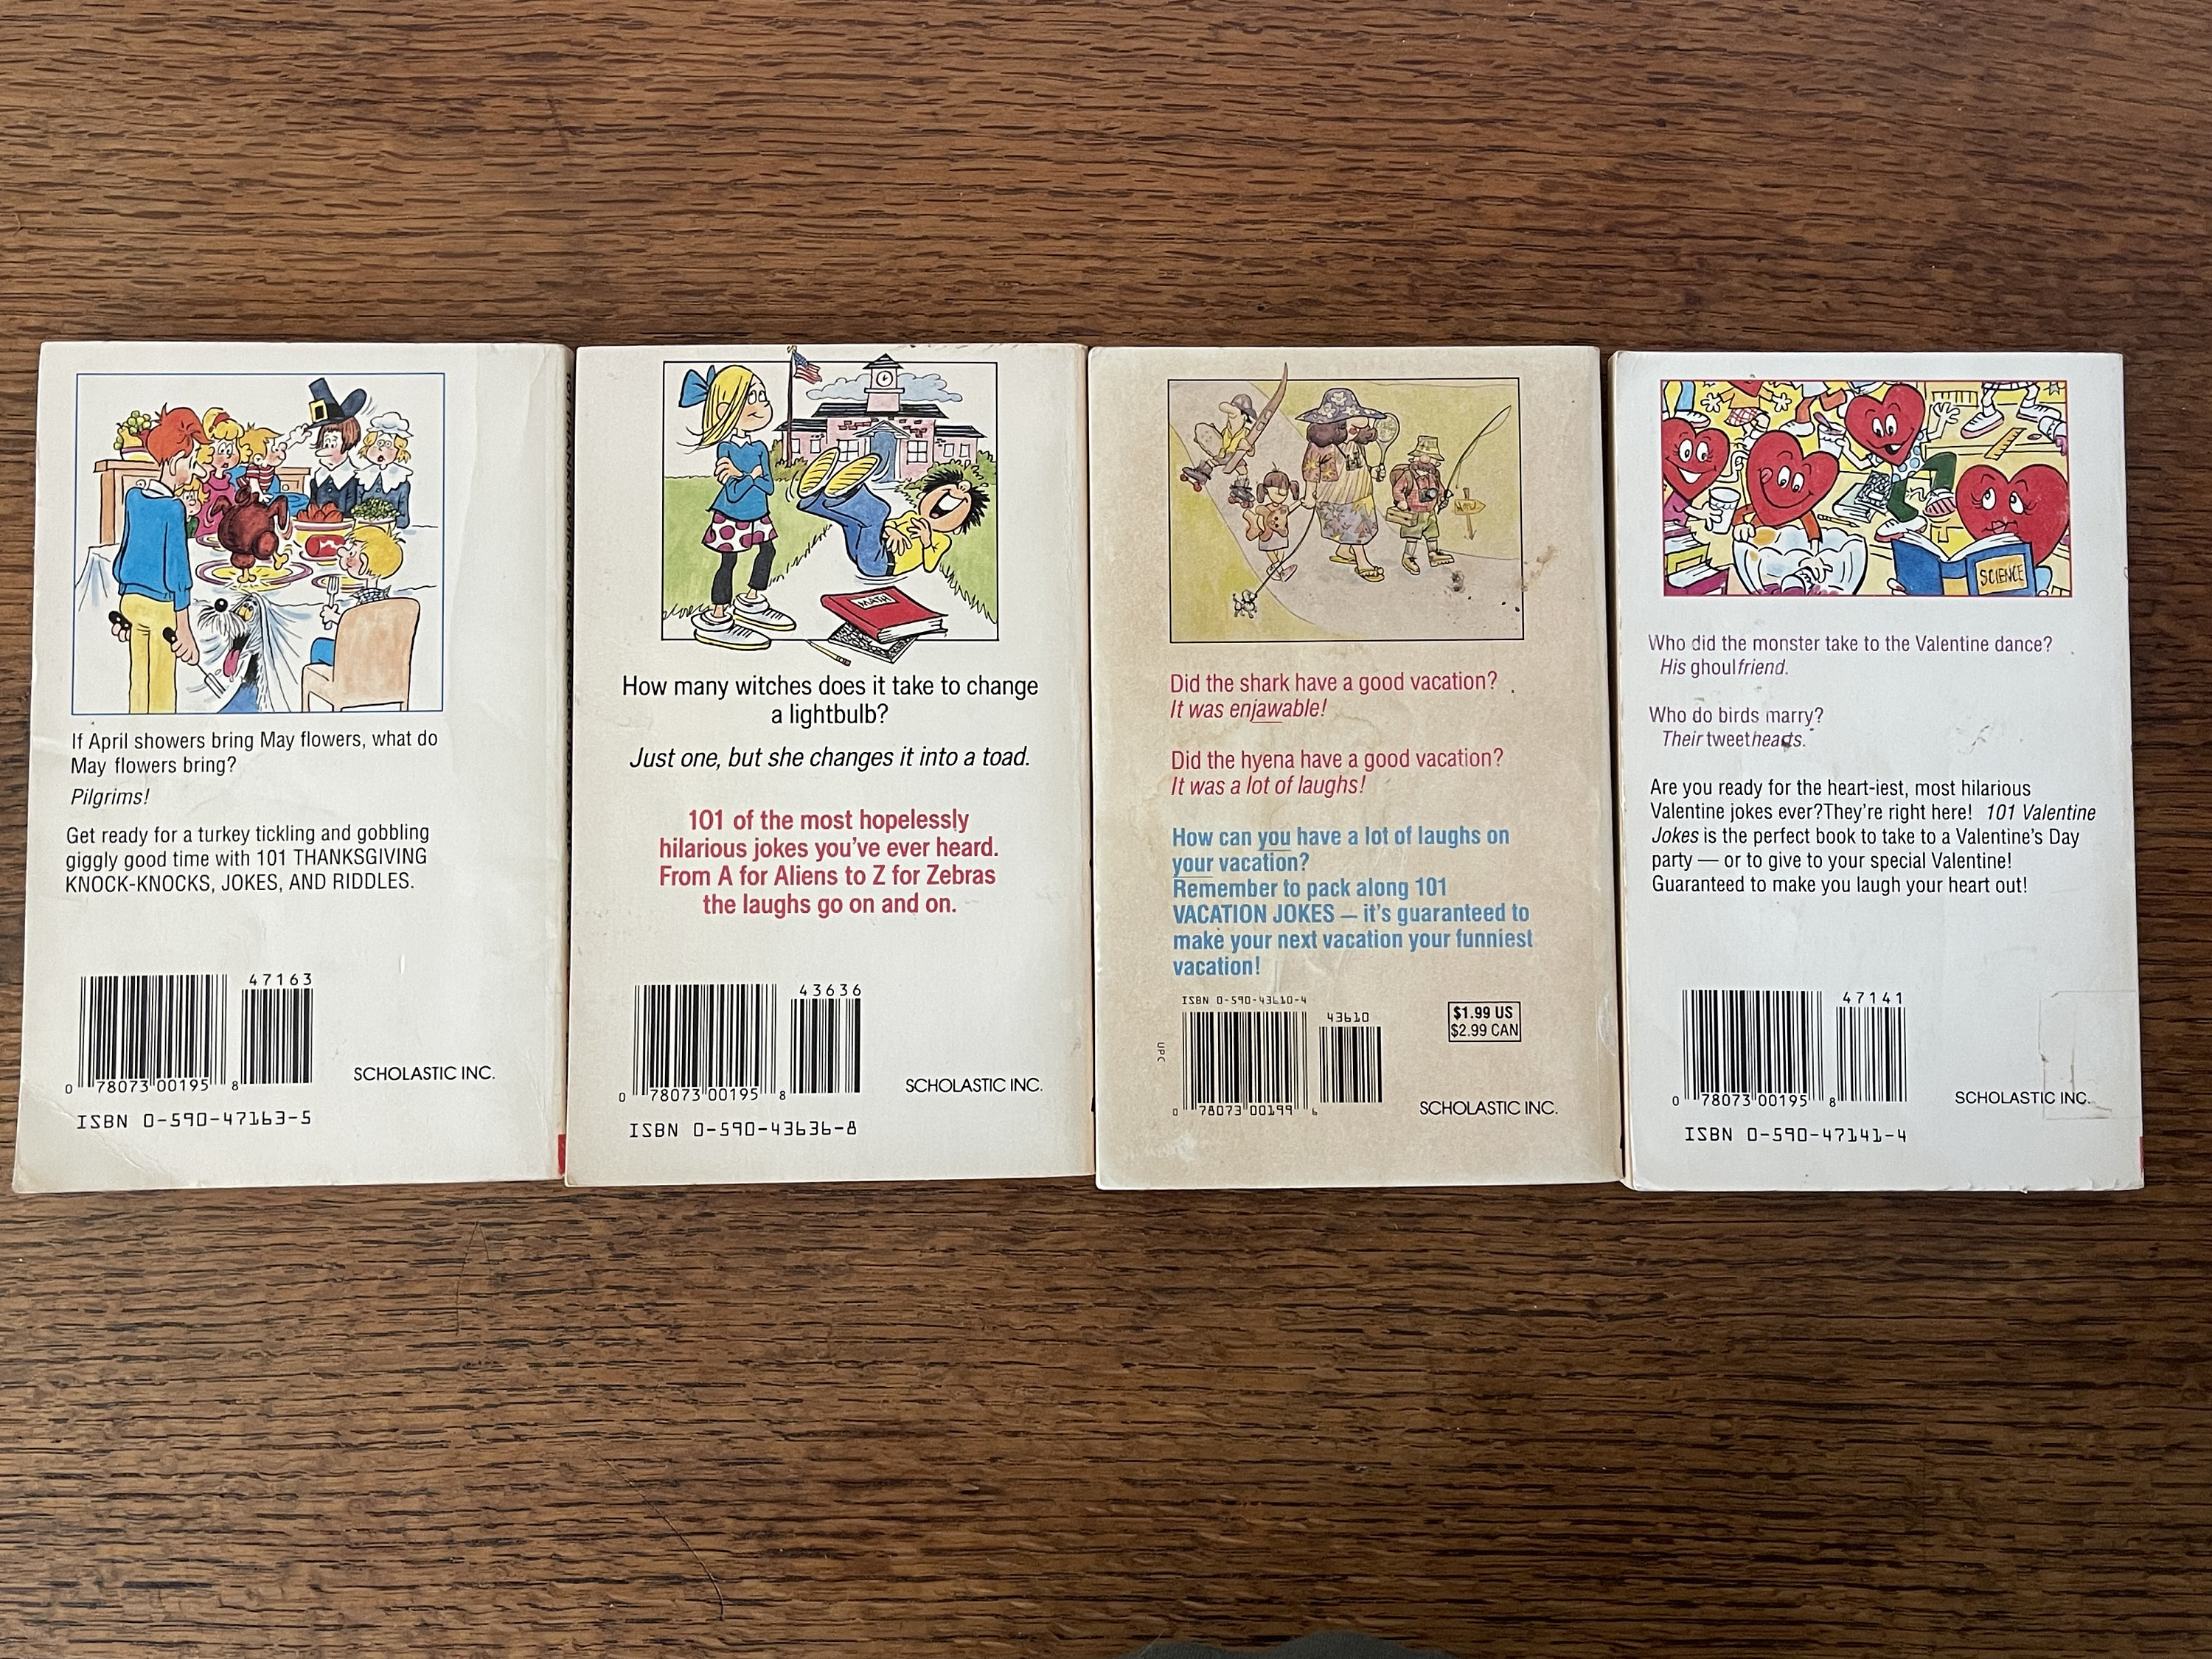 If April showers bring May flowers, what do
May flowers bring?
Pilgrims!
Get ready for a turkey tickling and gobbling
giggly good time with 101 THANKSGIVING
KNOCK-KNOCKS, JOKES, AND RIDDLES.
47163
0 78073 00195 8
SCHOLASTIC INC.
ISBN 0-590-47163-5
MATH
How many witches does it take to change
a lightbulb?
Just one, but she changes it into a toad.
101 of the most hopelessly
hilarious jokes you've ever heard.
From A for Aliens to Z for Zebras
the laughs go on and on.
43636
0 78073 00195 8
SCHOLASTIC INC.
ISBN 0-590-43636-8
Did the shark have a good vacation?
It was enjawable!
Did the hyena have a good vacation?
It was a lot of laughs!
How can you have a lot of laughs on
your vacation?
Remember to pack along 101
VACATION JOKES — it's guaranteed to
make your next vacation your funniest
vacation!
ISBN 0-590-43610-4
43610
$1.99 US
$2.99 CAN
UPC
0 78073 00199 6
SCHOLASTIC INC.
SCIENCE
Who did the monster take to the Valentine dance?
His ghoulfriend.
Who do birds marry?
Their tweethearts.
Are you ready for the heart-iest, most hilarious
Valentine jokes ever?They're right here! 101 Valentine
Jokes is the perfect book to take to a Valentine's Day
party — or to give to your special Valentine!
Guaranteed to make you laugh your heart out!
47141
0 78073 00195 8
SCHOLASTIC INC.
ISBN 0-590-47141-4